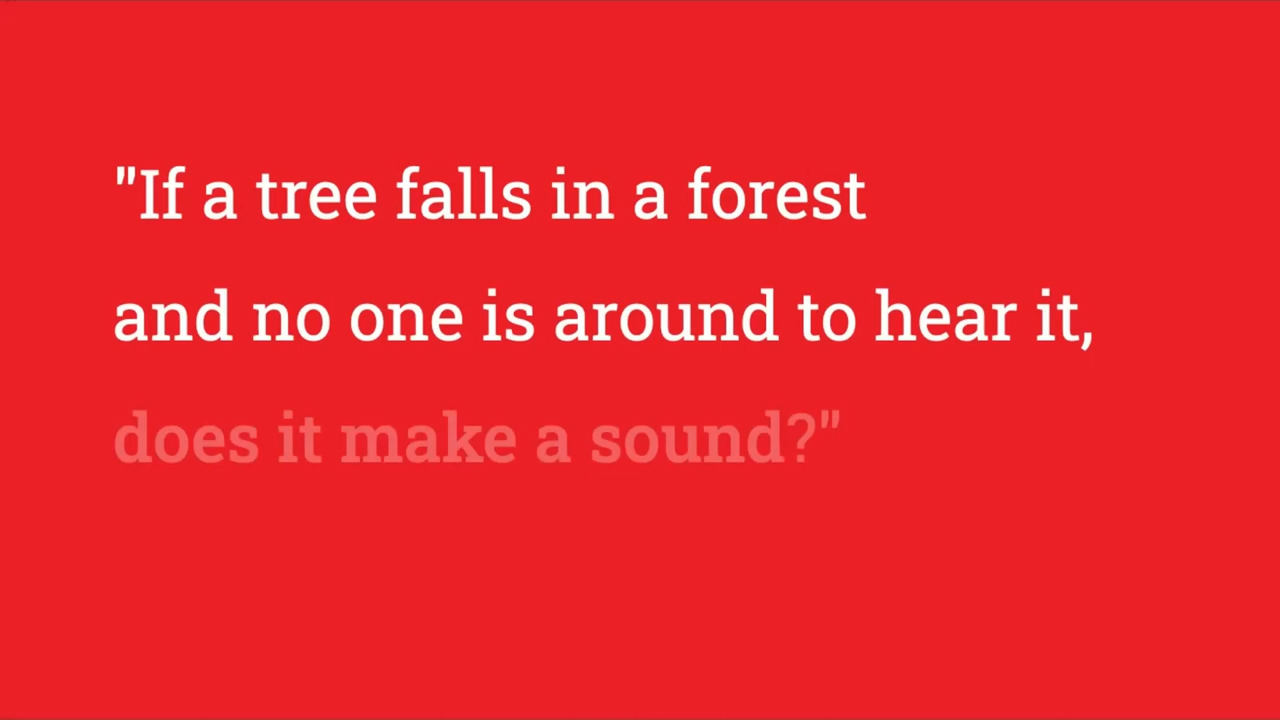 "If a tree falls in a forest
and no one is around to hear it,
does it make a sound?"